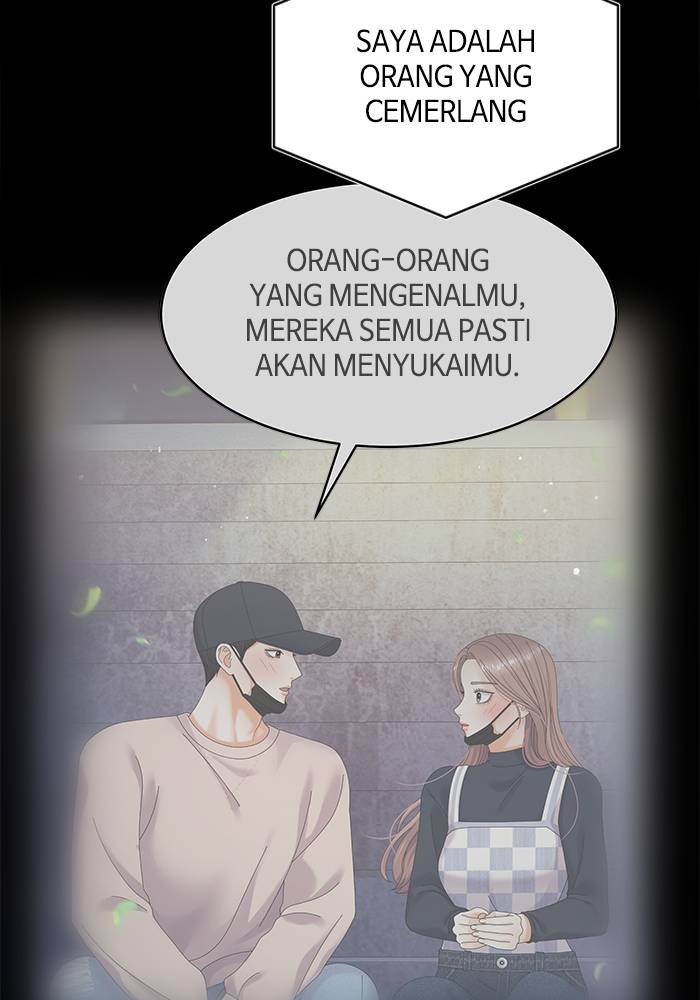 SAYA ADALAH
ORANG YANG
CEMERLANG
ORANG-ORANG
YANG MENGENALMU,
MEREKA SEMUA PASTI
AKAN MENYUKAIMU.